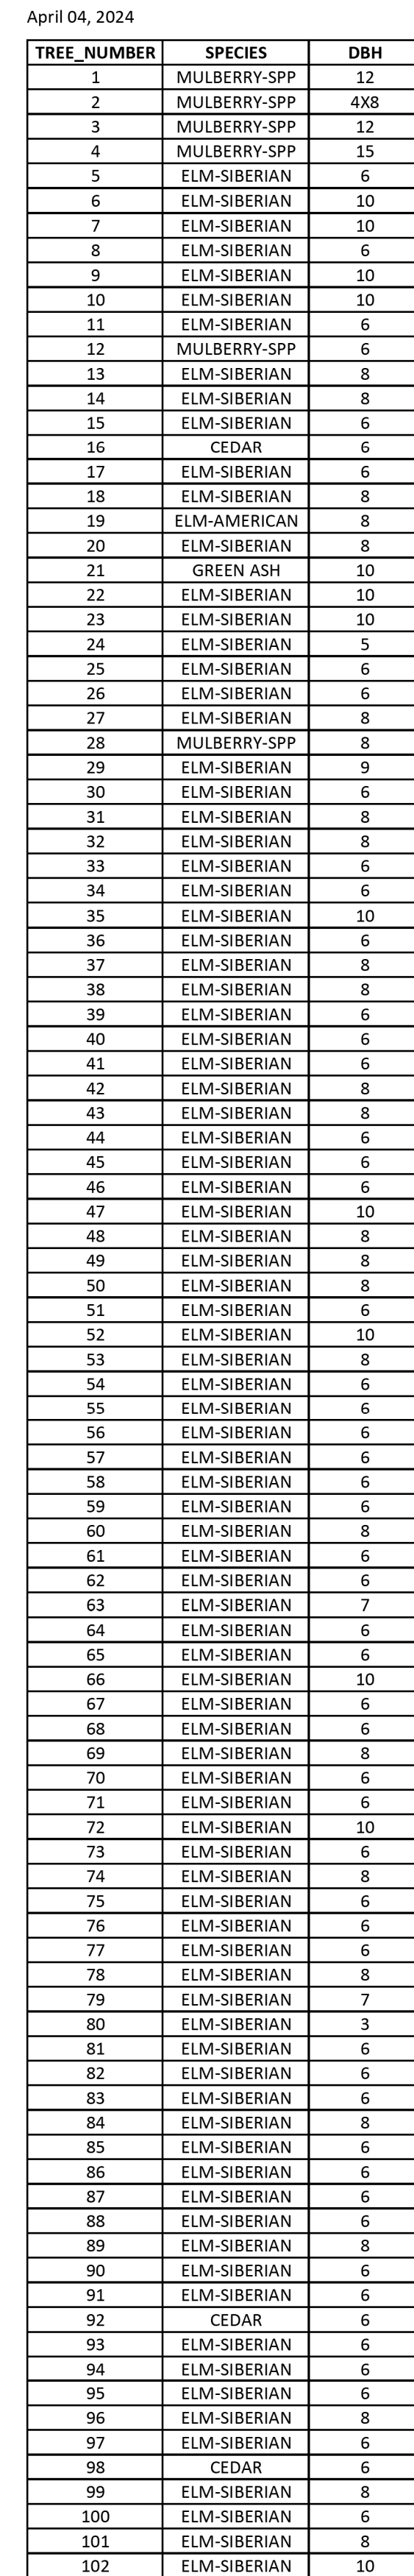 April 04, 2024
TREE_NUMBER SPECIES DBH
1 MULBERRY-SPP 12
2 MULBERRY-SPP 4X8
3 MULBERRY-SPP 12
4 MULBERRY-SPP 15
5 ELM-SIBERIAN 6
6 ELM-SIBERIAN 10
7 ELM-SIBERIAN 10
8 ELM-SIBERIAN 6
9 ELM-SIBERIAN 10
10 ELM-SIBERIAN 10
11 ELM-SIBERIAN 6
12 MULBERRY-SPP 6
13 ELM-SIBERIAN 8
14 ELM-SIBERIAN 8
15 ELM-SIBERIAN 6
16 CEDAR 6
17 ELM-SIBERIAN 6
18 ELM-SIBERIAN 8
19 ELM-AMERICAN 8
20 ELM-SIBERIAN 8
21 GREEN ASH 10
22 ELM-SIBERIAN 10
23 ELM-SIBERIAN 10
24 ELM-SIBERIAN 5
25 ELM-SIBERIAN 6
26 ELM-SIBERIAN 6
27 ELM-SIBERIAN 8
28 MULBERRY-SPP 8
29 ELM-SIBERIAN 9
30 ELM-SIBERIAN 6
31 ELM-SIBERIAN 8
32 ELM-SIBERIAN 8
33 ELM-SIBERIAN 6
34 ELM-SIBERIAN 6
35 ELM-SIBERIAN 10
36 ELM-SIBERIAN 6
37 ELM-SIBERIAN 8
38 ELM-SIBERIAN 8
39 ELM-SIBERIAN 6
40 ELM-SIBERIAN 6
41 ELM-SIBERIAN 6
42 ELM-SIBERIAN 8
43 ELM-SIBERIAN 8
44 ELM-SIBERIAN 6
45 ELM-SIBERIAN 6
46 ELM-SIBERIAN 6
47 ELM-SIBERIAN 10
48 ELM-SIBERIAN 8
49 ELM-SIBERIAN 8
50 ELM-SIBERIAN 8
51 ELM-SIBERIAN 6
52 ELM-SIBERIAN 10
53 ELM-SIBERIAN 8
54 ELM-SIBERIAN 6
55 ELM-SIBERIAN 6
56 ELM-SIBERIAN 6
57 ELM-SIBERIAN 6
58 ELM-SIBERIAN 6
59 ELM-SIBERIAN 6
60 ELM-SIBERIAN 8
61 ELM-SIBERIAN 6
62 ELM-SIBERIAN 6
63 ELM-SIBERIAN 7
64 ELM-SIBERIAN 6
65 ELM-SIBERIAN 6
66 ELM-SIBERIAN 10
67 ELM-SIBERIAN 6
68 ELM-SIBERIAN 6
69 ELM-SIBERIAN 8
70 ELM-SIBERIAN 6
71 ELM-SIBERIAN 6
72 ELM-SIBERIAN 10
73 ELM-SIBERIAN 6
74 ELM-SIBERIAN 8
75 ELM-SIBERIAN 6
76 ELM-SIBERIAN 6
77 ELM-SIBERIAN 6
78 ELM-SIBERIAN 8
79 ELM-SIBERIAN 7
80 ELM-SIBERIAN 3
81 ELM-SIBERIAN 6
82 ELM-SIBERIAN 6
83 ELM-SIBERIAN 6
84 ELM-SIBERIAN 8
85 ELM-SIBERIAN 6
86 ELM-SIBERIAN 6
87 ELM-SIBERIAN 6
88 ELM-SIBERIAN 6
89 ELM-SIBERIAN 8
90 ELM-SIBERIAN 6
91 ELM-SIBERIAN 6
92 CEDAR 6
93 ELM-SIBERIAN 6
94 ELM-SIBERIAN 6
95 ELM-SIBERIAN 6
96 ELM-SIBERIAN 8
97 ELM-SIBERIAN 6
98 CEDAR 6
99 ELM-SIBERIAN 8
100 ELM-SIBERIAN 6
101 ELM-SIBERIAN 8
102 ELM-SIBERIAN 10